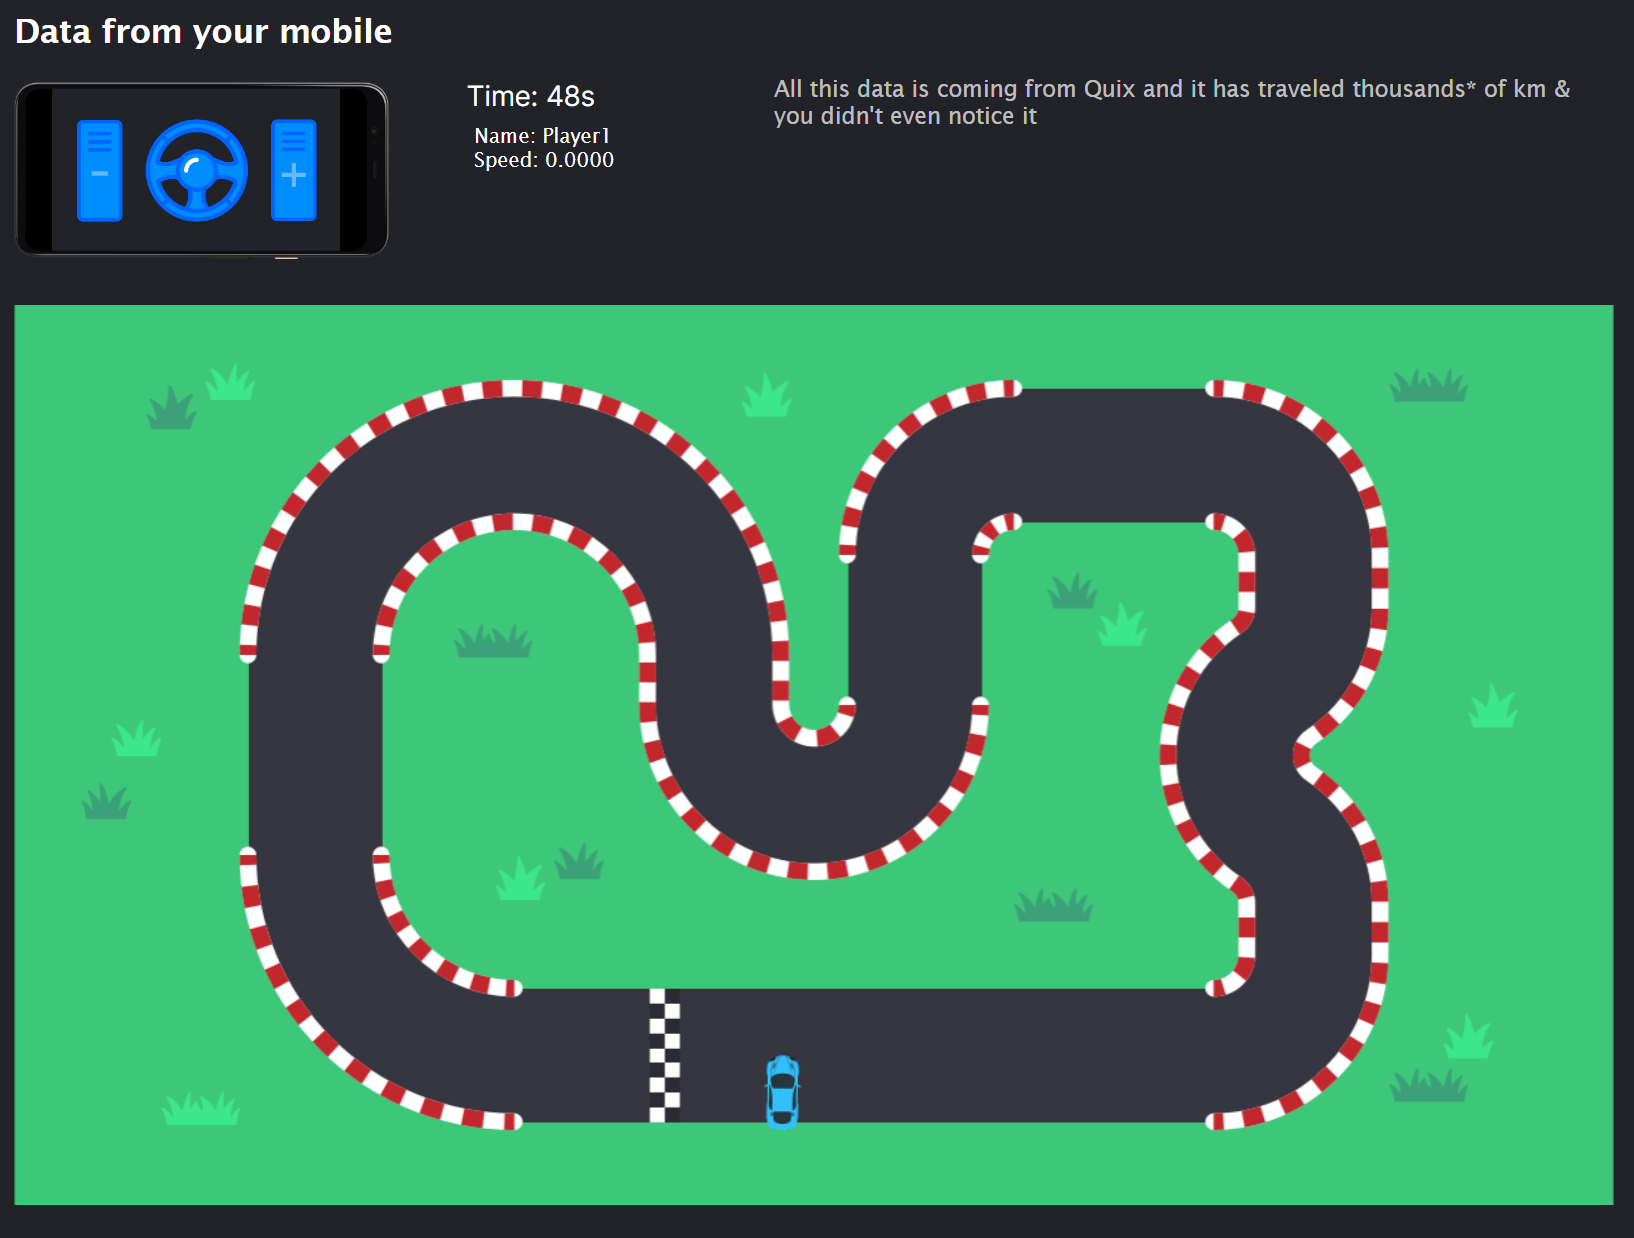 Data from your mobile
Time: 48s
Name: Player1
Speed: 0.0000
All this data is coming from Quix and it has traveled thousands* of km &
you didn't even notice it
-
+